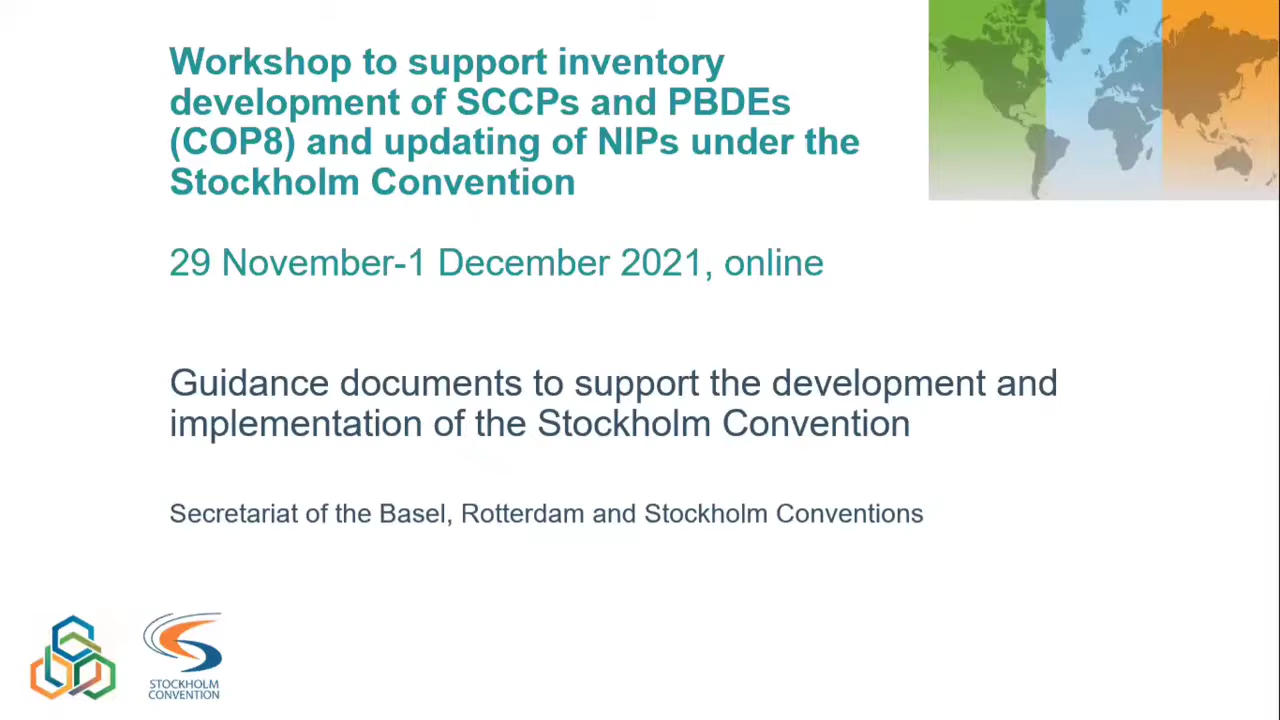 Workshop to support inventory
development of SCCPs and PBDEs
(COP8) and updating of NIPs under the
Stockholm Convention
29 November-1 December 2021, online
Guidance documents to support the development and
implementation of the Stockholm Convention
Secretariat of the Basel, Rotterdam and Stockholm Conventions
STOCKHOLM
CONVENTION